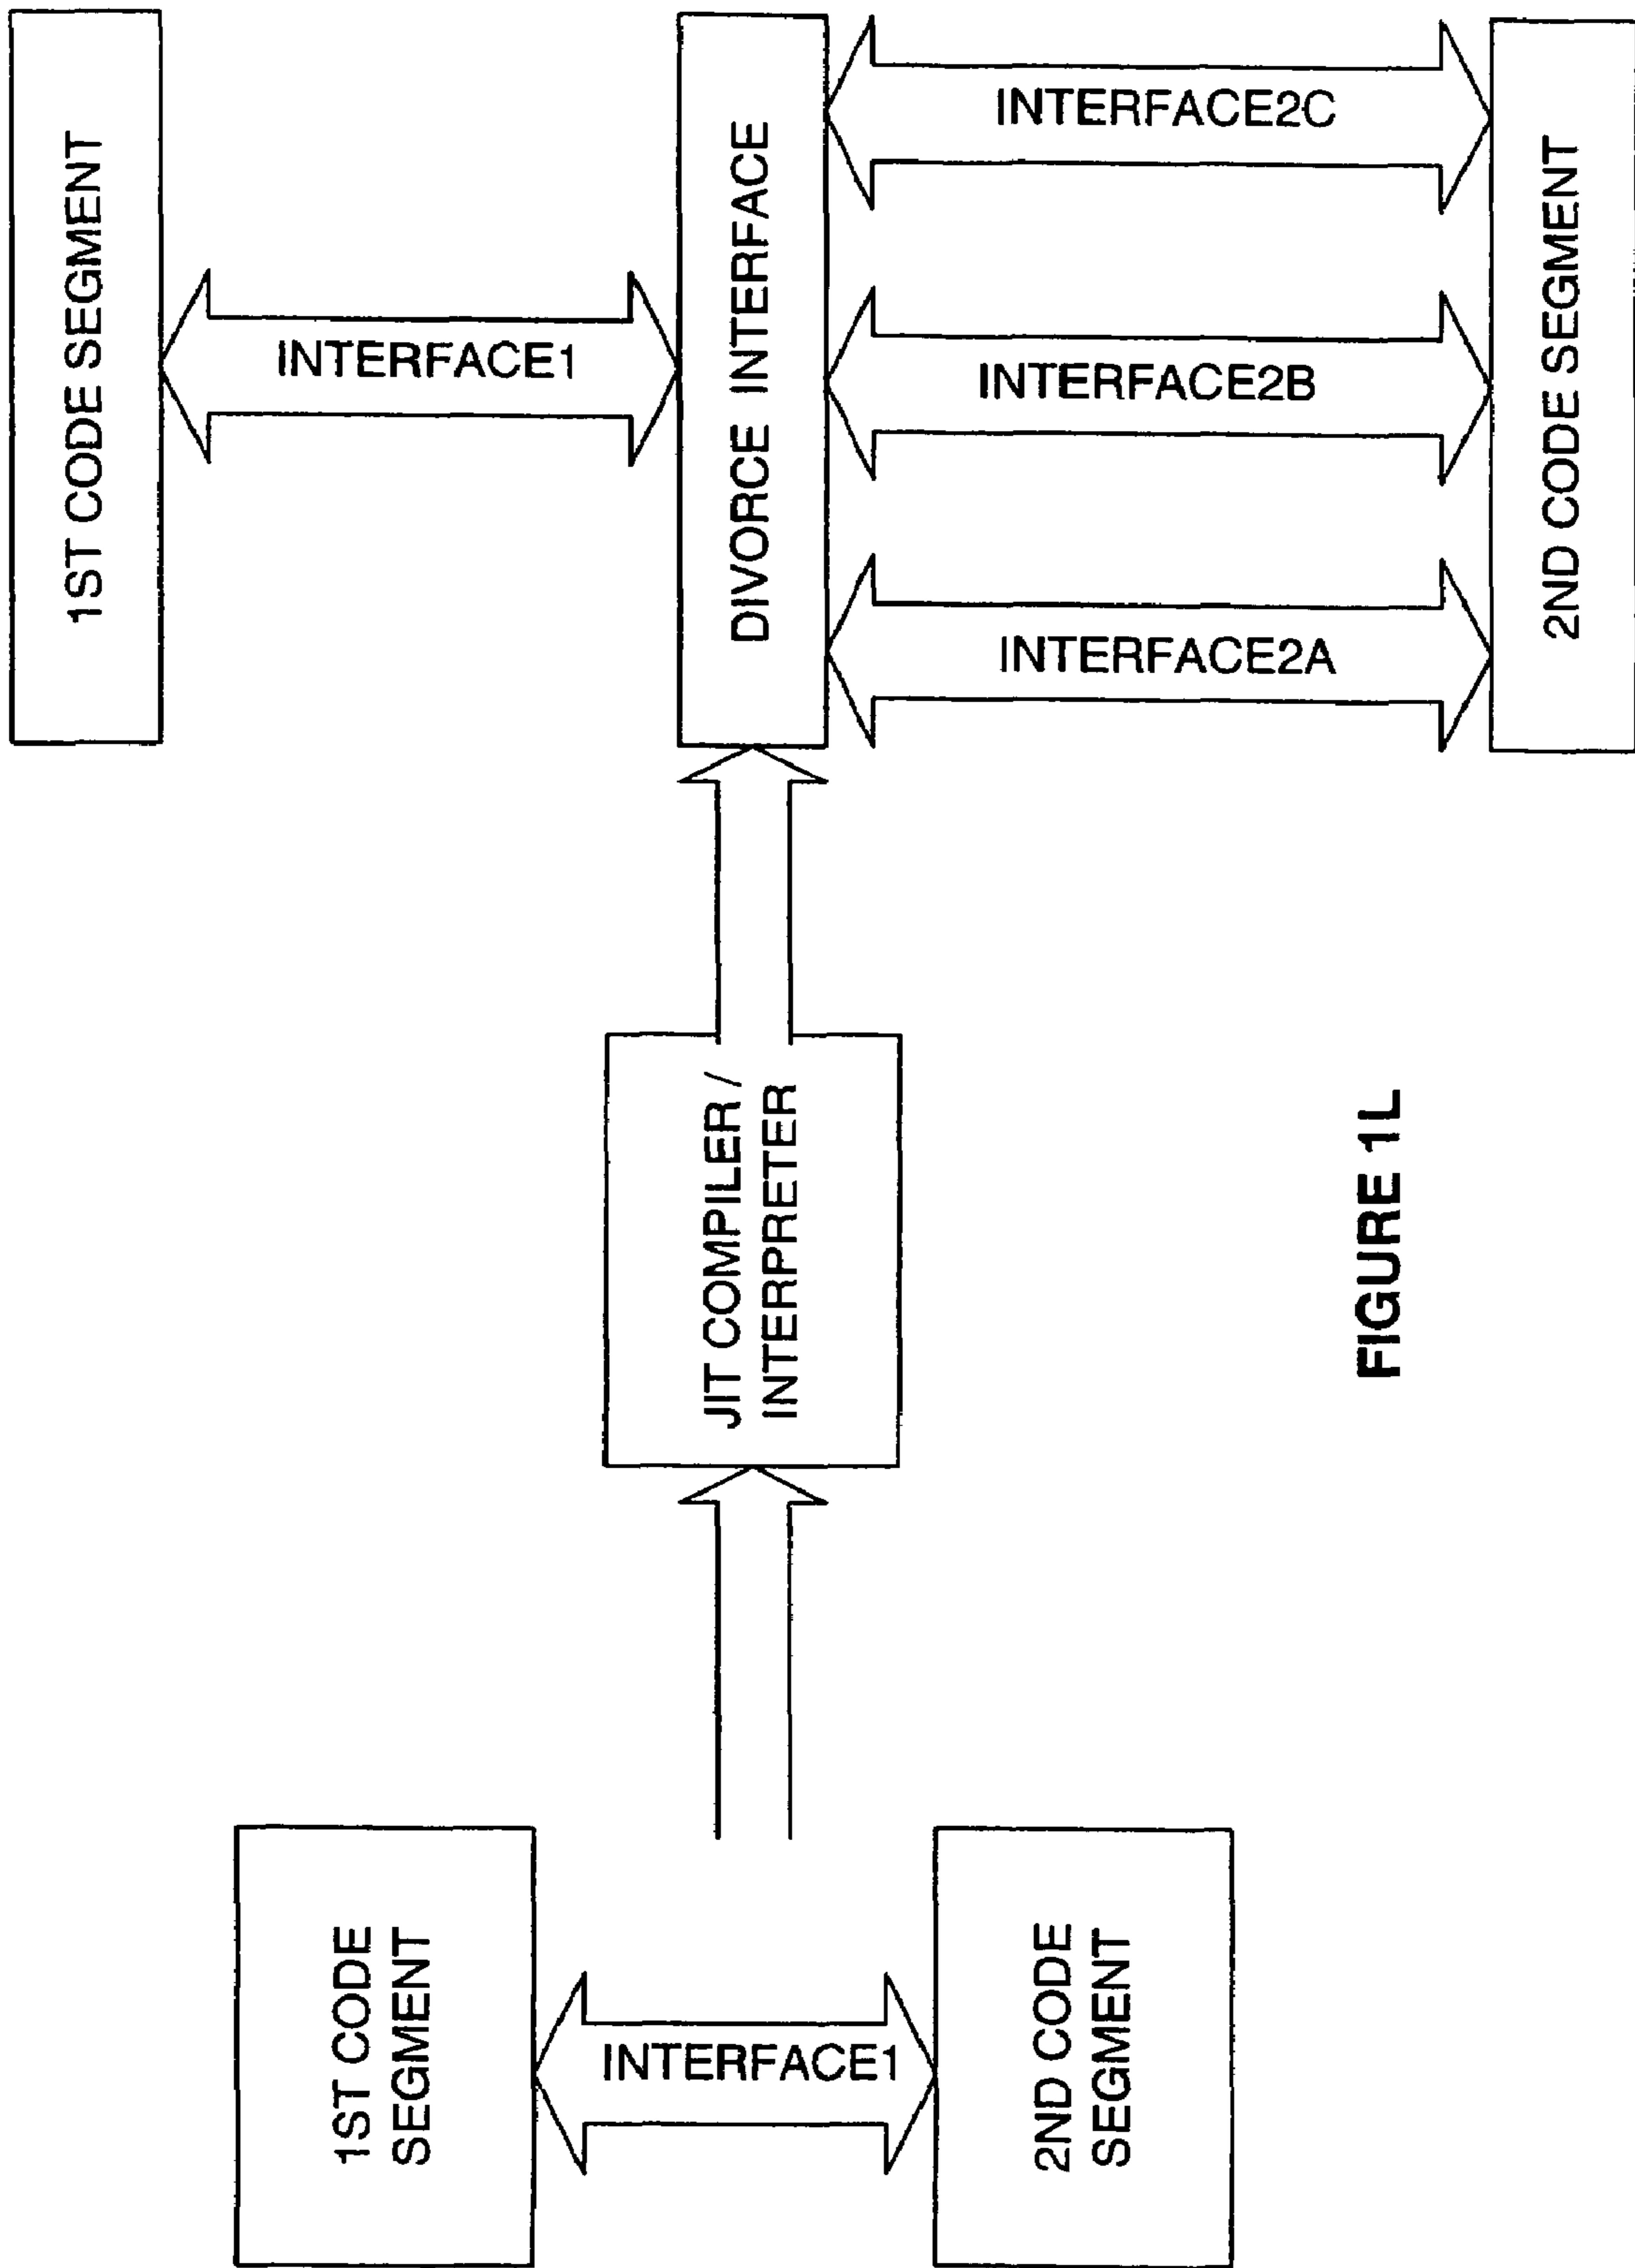 1ST CODE
SEGMENT
INTERFACE1
2ND CODE
SEGMENT
JIT COMPILER /
INTERPRETER
1ST CODE SEGMENT
INTERFACE1
DIVORCE INTERFACE
INTERFACE2A
INTERFACE2B
INTERFACE2C
2ND CODE SEGMENT
FIGURE 1L